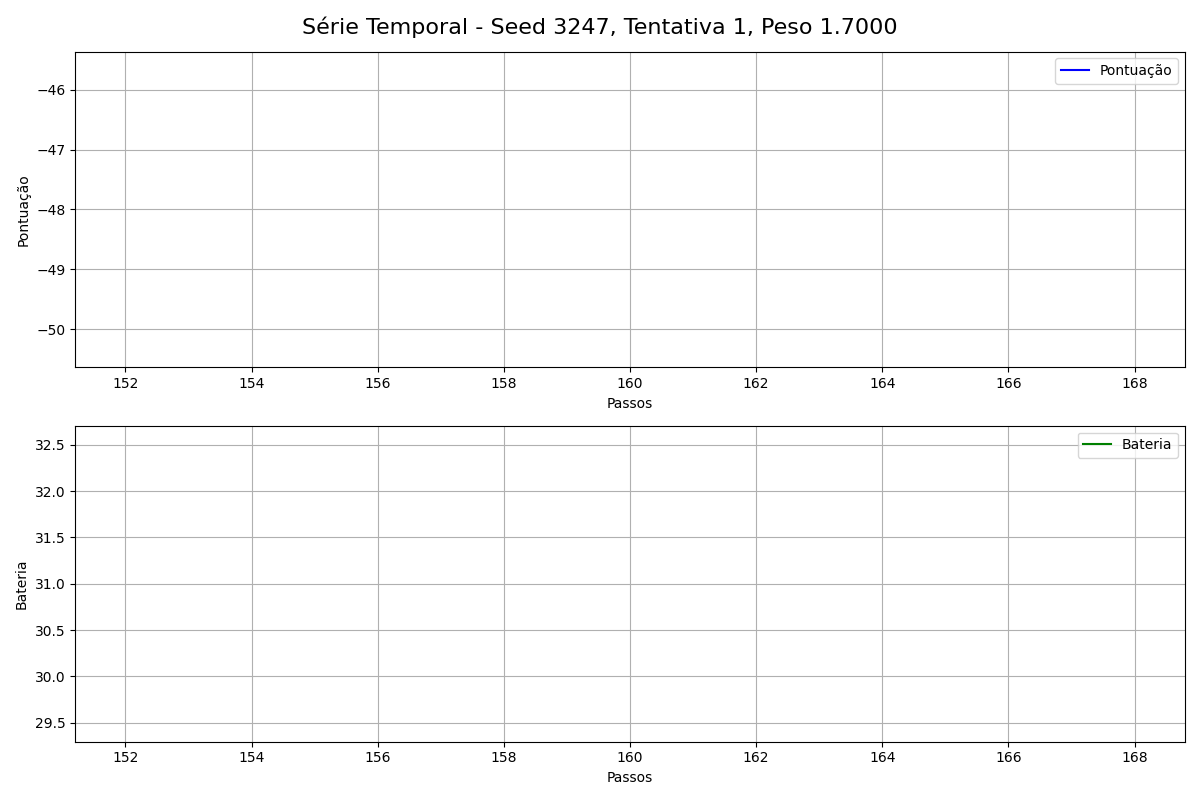 Série Temporal - Seed 3247, Tentativa 1, Peso 1.7000
Pontuação
−46
−47
−48
−49
−50
Pontuação
152 154 156 158 160 162 164 166 168
Passos
Bateria
32.5
32.0
31.5
31.0
30.5
30.0
29.5
Bateria
152 154 156 158 160 162 164 166 168
Passos